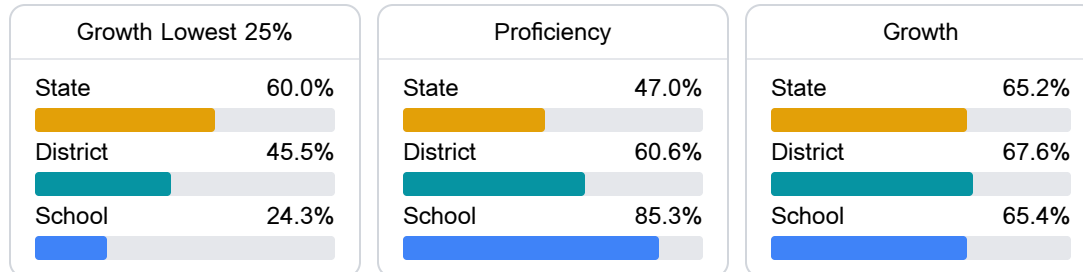 Growth Lowest 25%
State 60.0%
District 45.5%
School 24.3%
Proficiency
State 47.0%
District 60.6%
School 85.3%
Growth
State 65.2%
District 67.6%
School 65.4%